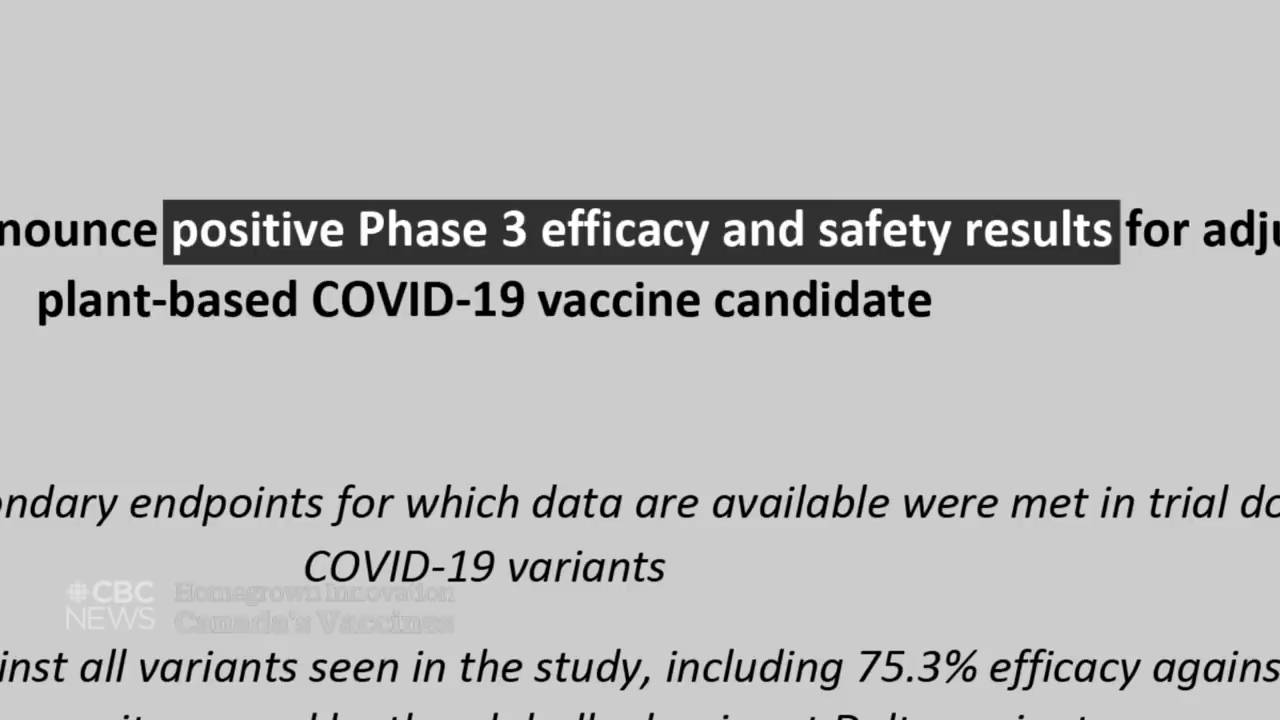 nounce positive Phase 3 efficacy and safety results for adju
plant-based COVID-19 vaccine candidate
ondary endpoints for which data are available were met in trial do
COVID-19 variants
CBC NEWS
Homegrown Innovation
Canada's Vaccines
inst all variants seen in the study, including 75.3% efficacy against